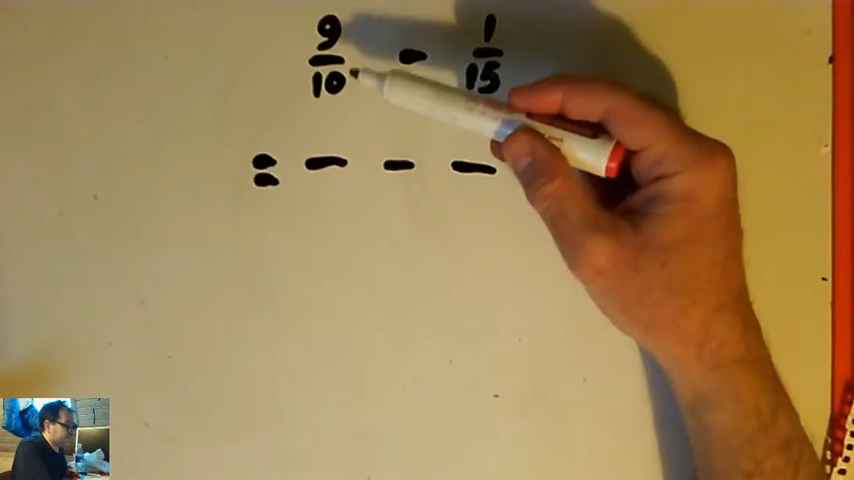 9/10 - 1/15
= — - —